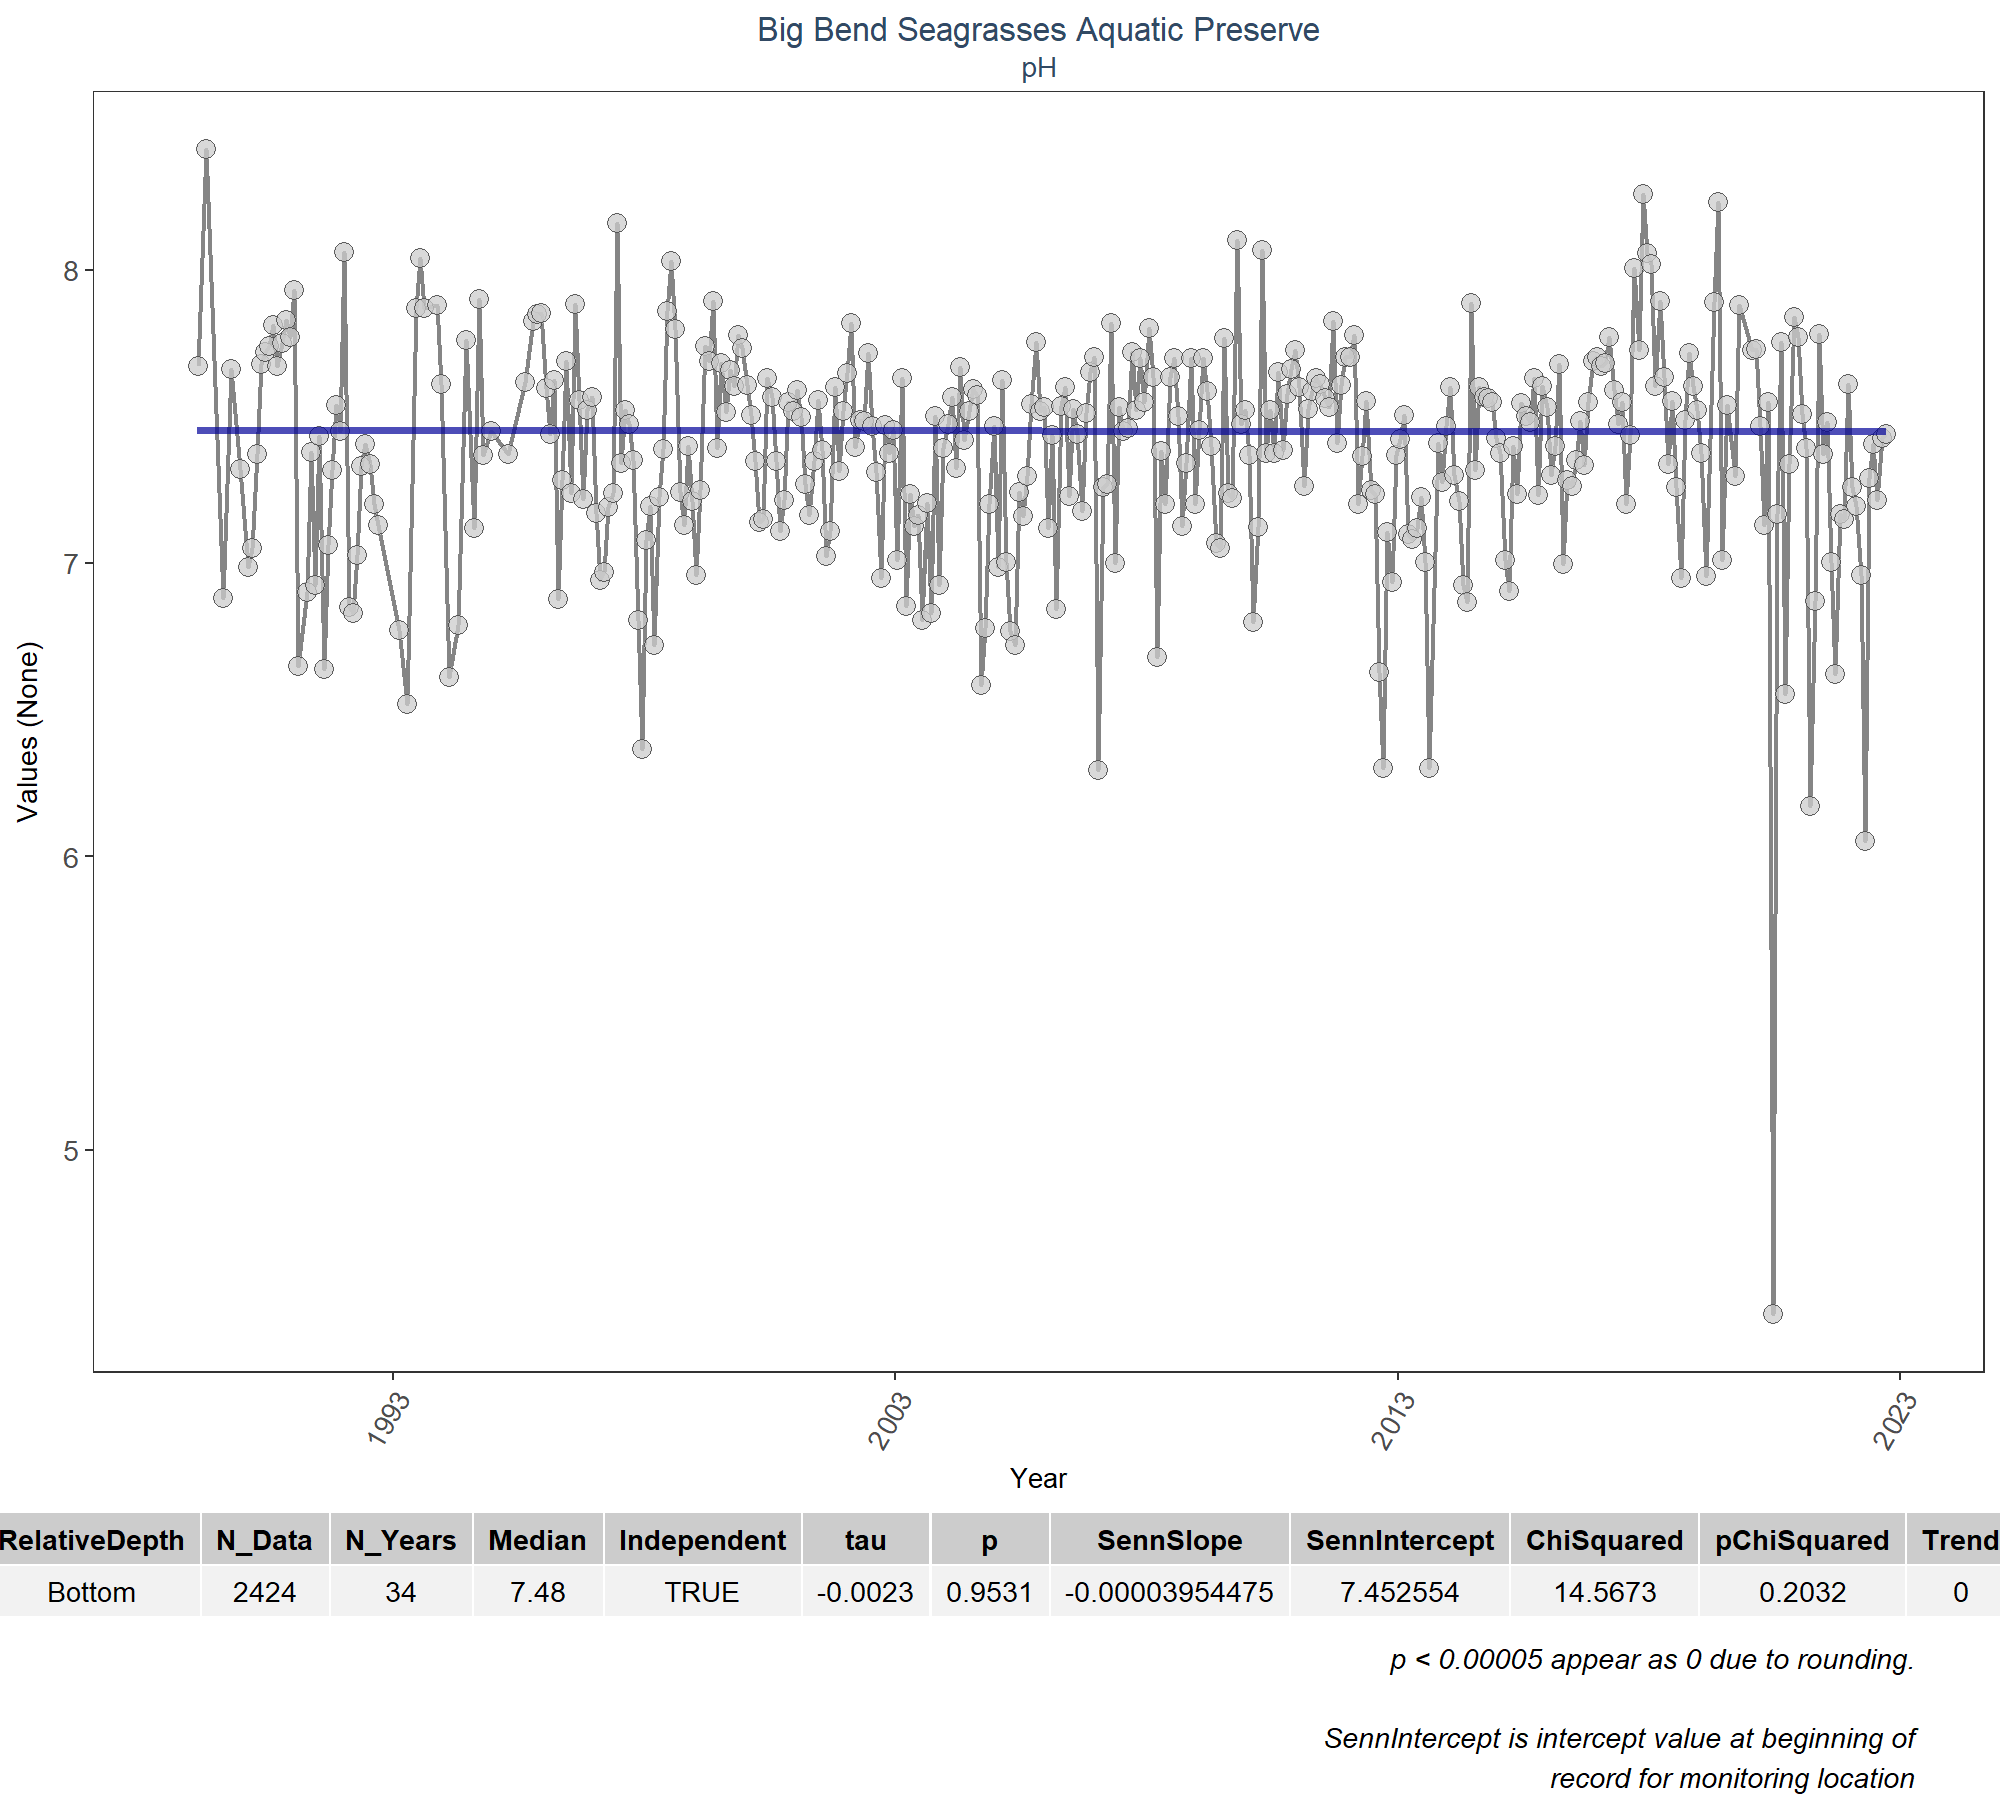 Big Bend Seagrasses Aquatic Preserve
pH
8
7
6
5
Values (None)
1993 2003 2013 2023
Year
RelativeDepth N_Data N_Years Median Independent tau p SennSlope SennIntercept ChiSquared pChiSquared Trend
Bottom 2424 34 7.48 TRUE -0.0023 0.9531 -0.00003954475 7.452554 14.5673 0.2032 0
p < 0.00005 appear as 0 due to rounding.
SennIntercept is intercept value at beginning of
record for monitoring location